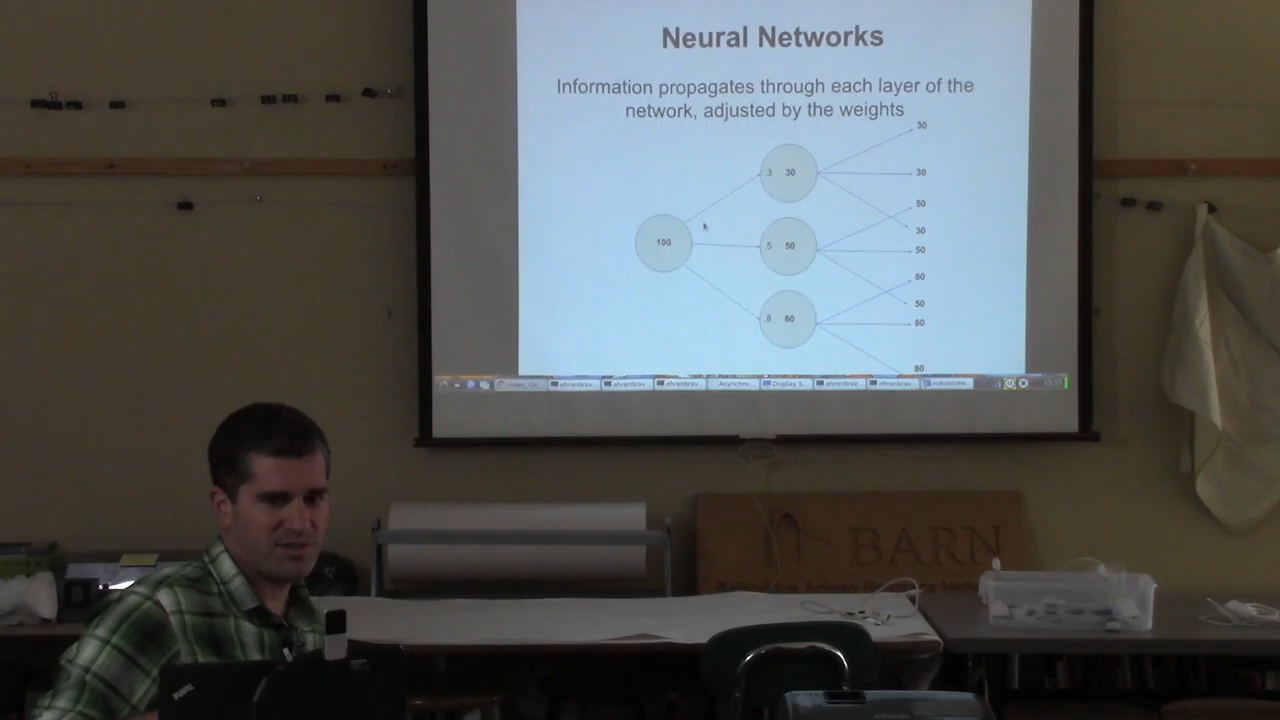 Neural Networks
Information propagates through each layer of the
network, adjusted by the weights
30
.3 30
30
50
30
100
.5 50
50
80
50
.8 80
80
80
Display S...
BARN